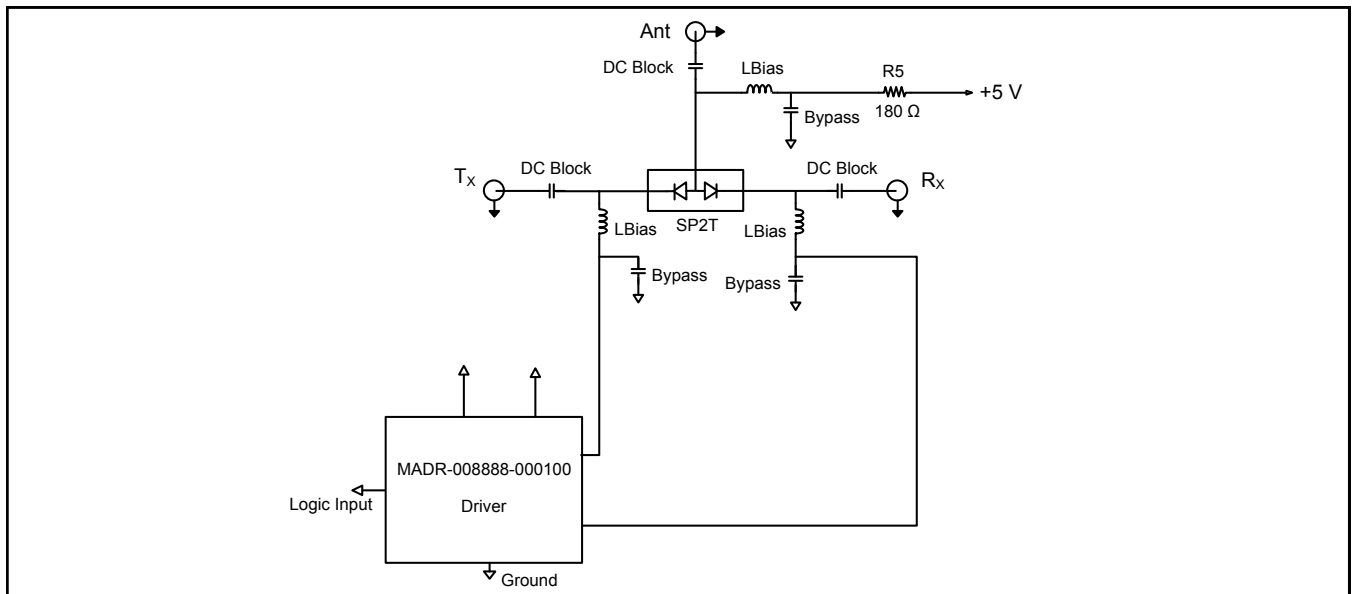 Ant
DC Block
LBias
R5
+5 V
180 Ω
Bypass
DC Block
DC Block
TX
RX
SP2T
LBias
LBias
Bypass
Bypass
MADR-008888-000100
Driver
Logic Input
Ground